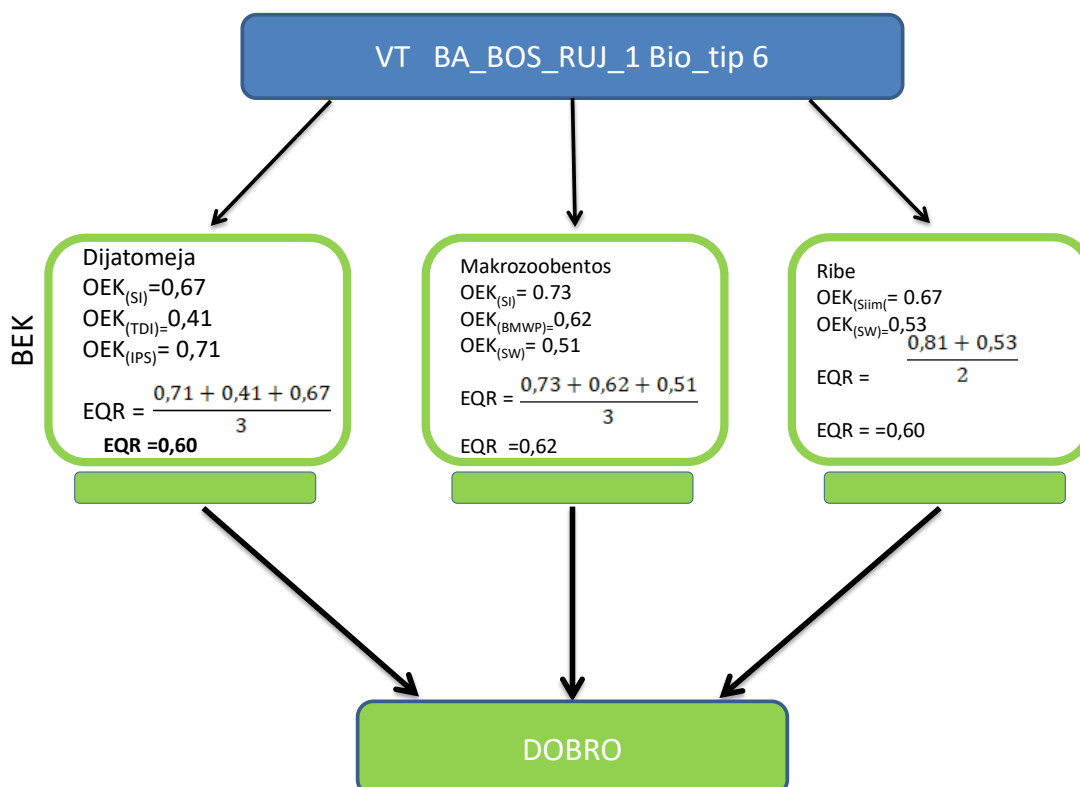 VT BA_BOS_RUJ_1 Bio_tip 6
BEK
Dijatomeja
OEK(SI)=0,67
OEK(TDI)=0,41
OEK(IPS)= 0,71
EQR = 0,71 + 0,41 + 0,67
3
EQR =0,60
Makrozoobentos
OEK(SI)= 0.73
OEK(BMWP)=0,62
OEK(SW)= 0,51
EQR = 0,73 + 0,62 + 0,51
3
EQR =0,62
Ribe
OEK(Siim(= 0.67
OEK(SW)=0,53
0,81 + 0,53
EQR =
2
EQR = =0,60
DOBRO